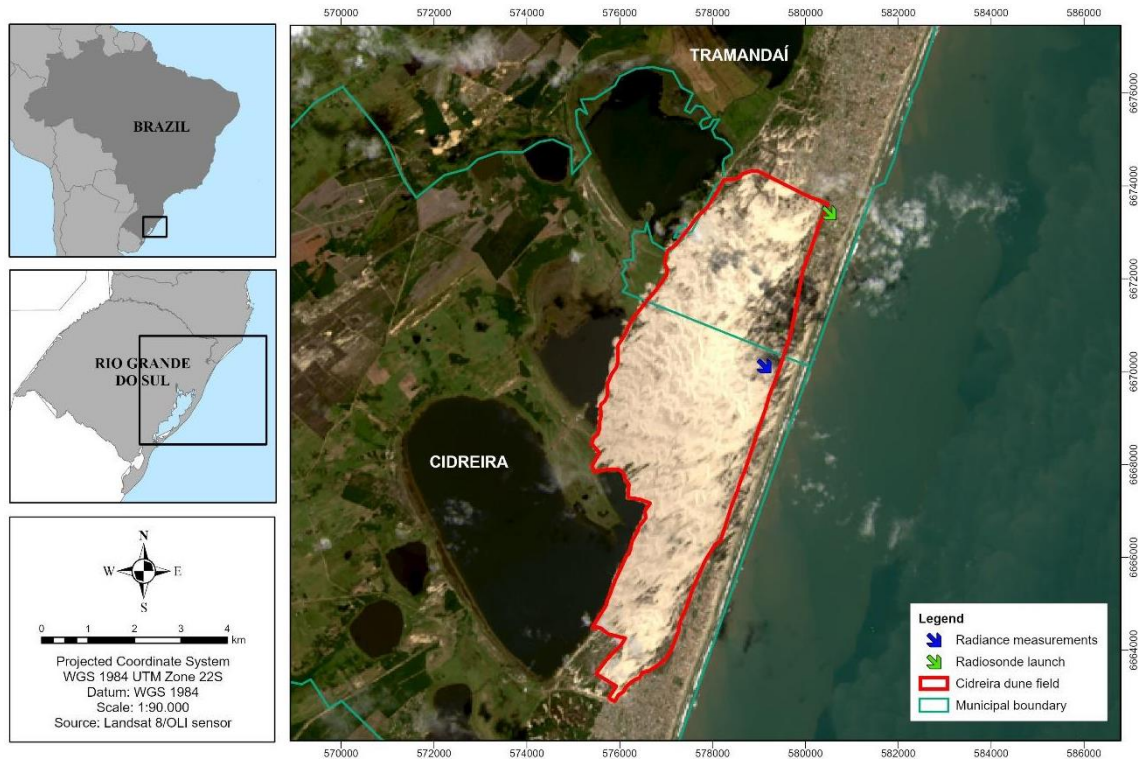 BRAZIL
RIO GRANDE
DO SUL
N
W E
S
0 1 2 3 4
km
Projected Coordinate System
WGS 1984 UTM Zone 22S
Datum: WGS 1984
Scale: 1:90.000
Source: Landsat 8/OLI sensor
570000 572000 574000 576000 578000 580000 582000 584000 586000
TRAMANDAÍ
CIDREIRA
6676000
6674000
6672000
6670000
6668000
6666000
6664000
Legend
Radiance measurements
Radiosonde launch
Cidreira dune field
Municipal boundary
570000 572000 574000 576000 578000 580000 582000 584000 586000